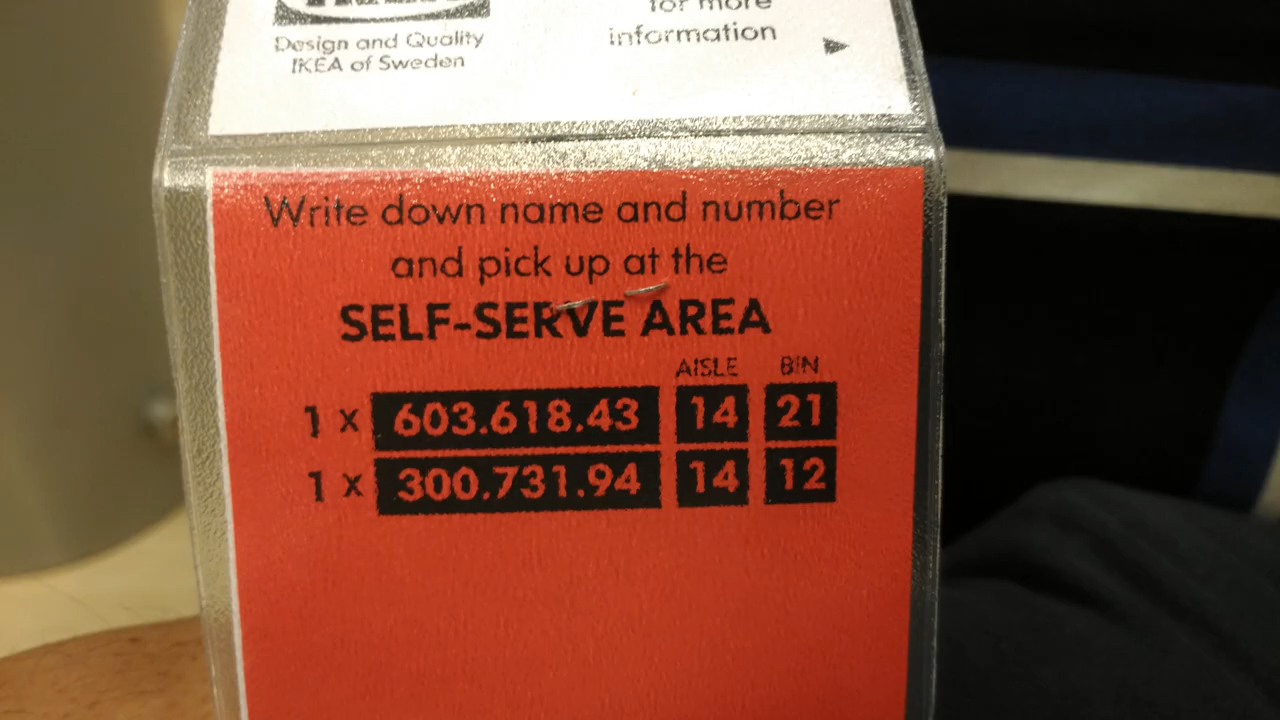 for more
Design and Quality
information
IKEA of Sweden
Write down name and number
and pick up at the
SELF-SERVE AREA
AISLE BIN
1 x 603.618.43 14 21
1 x 300.731.94 14 12